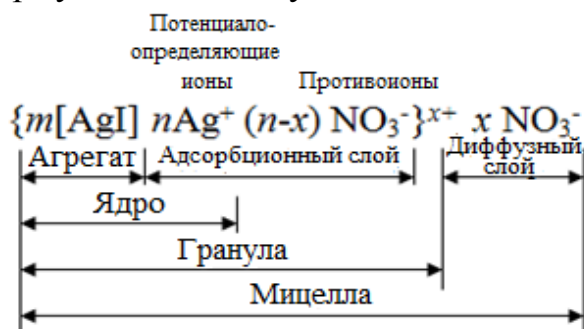 Потенциало-
определяющие
ионы Противоионы
{m[AgI] nAg⁺ (n-x) NO₃⁻}ˣ⁺ x NO₃⁻
Агрегат Адсорбционный слой Диффузный
слой
Ядро
Гранула
Мицелла